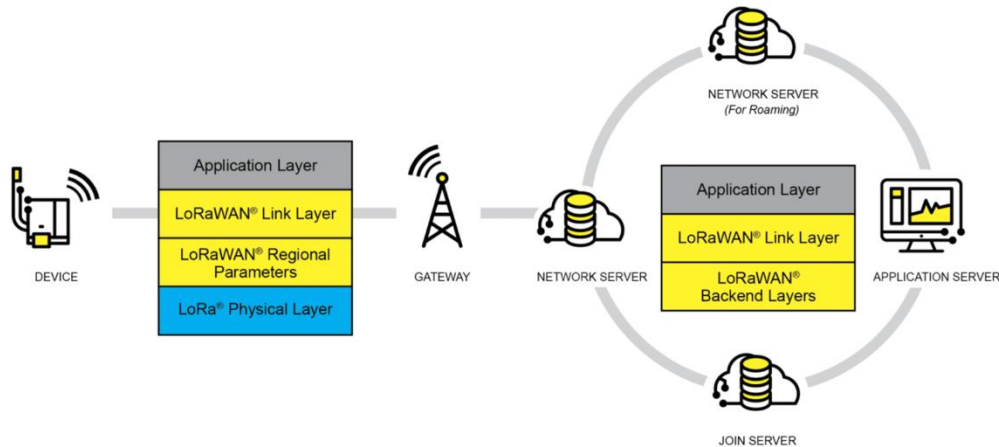 NETWORK SERVER
(For Roaming)
Application Layer
LoRaWAN® Link Layer
LoRaWAN® Regional
Parameters
LoRa® Physical Layer
DEVICE
GATEWAY
NETWORK SERVER
Application Layer
LoRaWAN® Link Layer
LoRaWAN®
Backend Layers
APPLICATION SERVER
JOIN SERVER